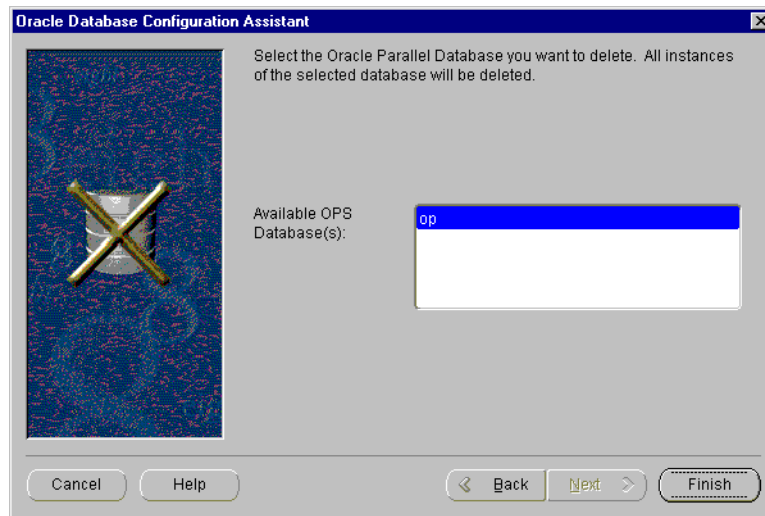 Oracle Database Configuration Assistant
Select the Oracle Parallel Database you want to delete. All instances
of the selected database will be deleted.
Available OPS
Database(s):
op
Cancel
Help
Back
Next
Finish